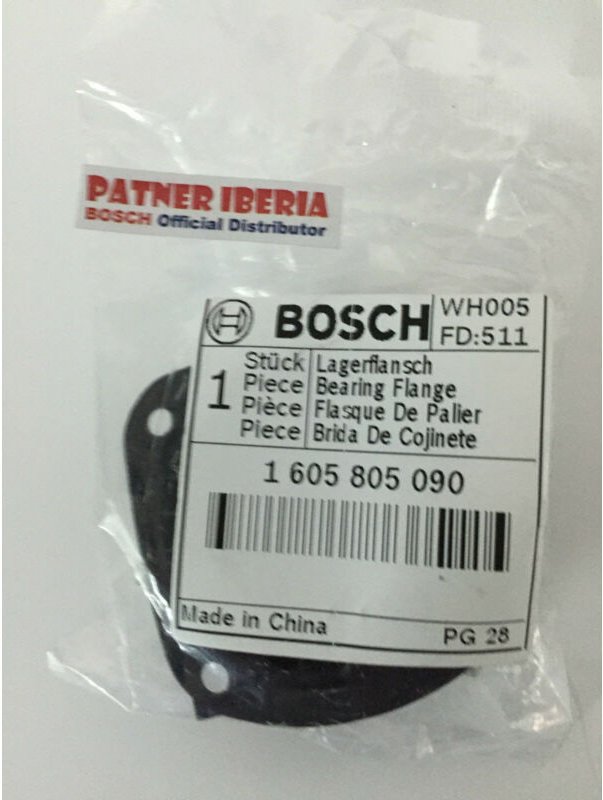 PATNER IBERIA
BOSCH Official Distributor
BOSCH
WH005
FD:511
1
Stück Lagerflansch
Piece Bearing Flange
Pièce Flasque De Palier
Piece Brida De Cojinete
1 605 805 090
Made in China
PG 28